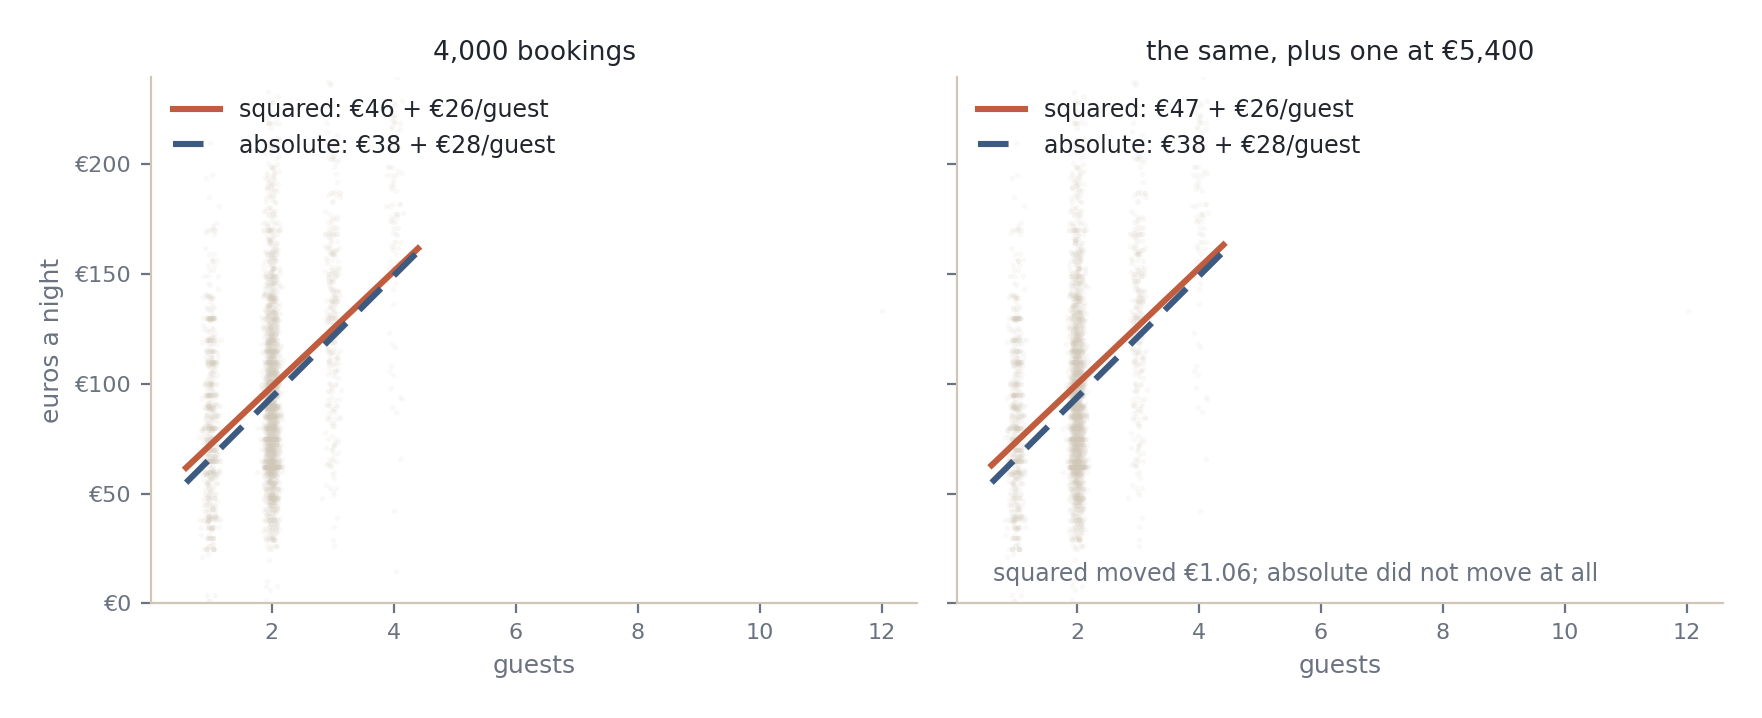 4,000 bookings
squared: €46 + €26/guest
absolute: €38 + €28/guest
€200
€150
€100
€50
€0
euros a night
2
4
6
8
10
12
guests
the same, plus one at €5,400
squared: €47 + €26/guest
absolute: €38 + €28/guest
squared moved €1.06; absolute did not move at all
2
4
6
8
10
12
guests